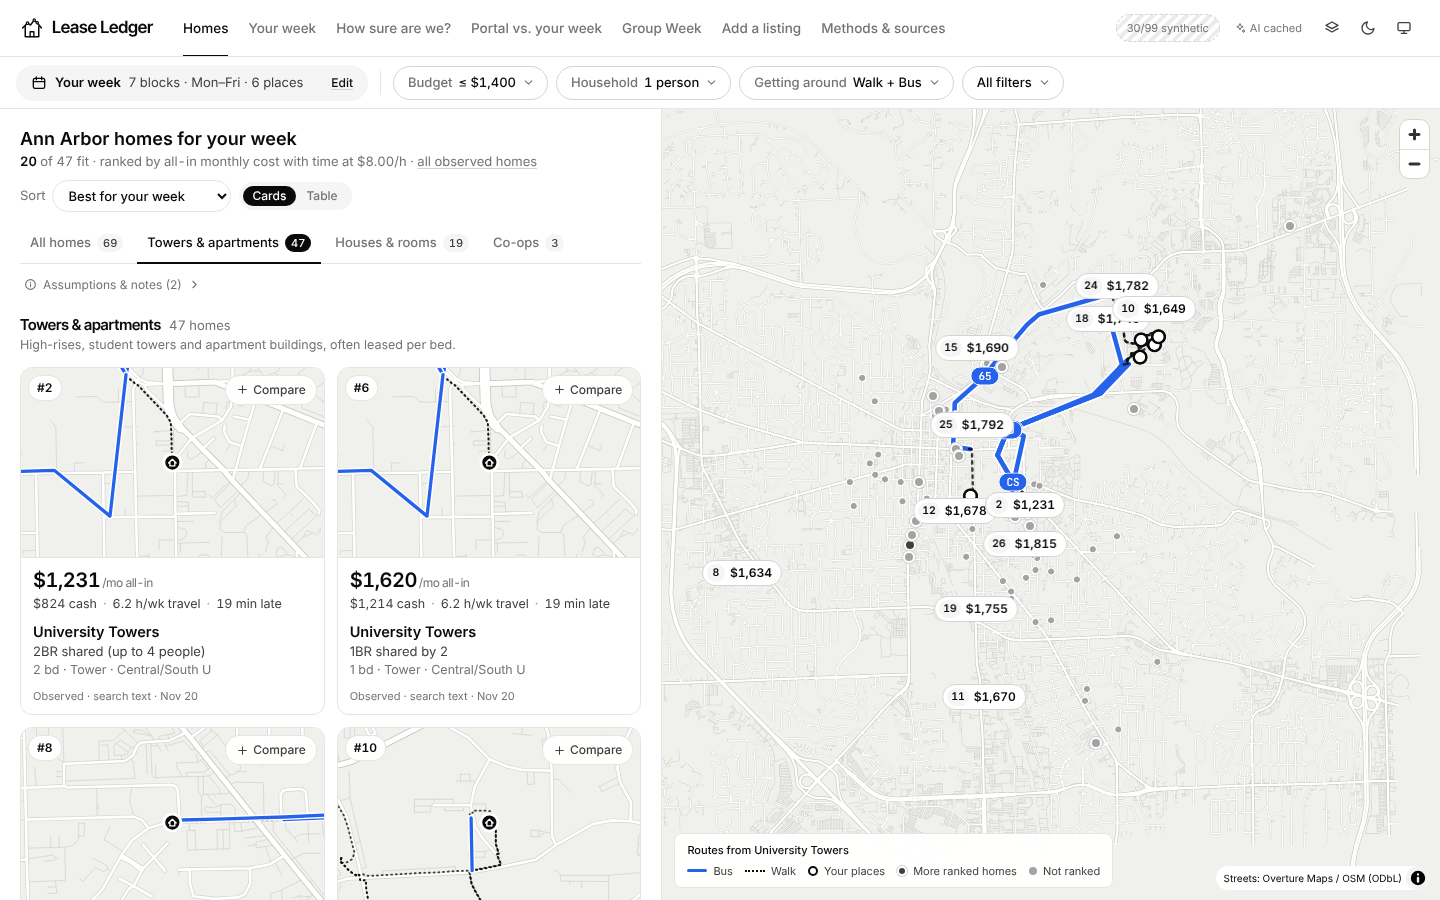 Lease Ledger
Homes
Your week
How sure are we?
Portal vs. your week
Group Week
Add a listing
Methods & sources
30/99 synthetic
AI cached
Your week 7 blocks · Mon–Fri · 6 places Edit
Budget ≤ $1,400
Household 1 person
Getting around Walk + Bus
All filters
Ann Arbor homes for your week
20 of 47 fit · ranked by all-in monthly cost with time at $8.00/h · all observed homes
Sort Best for your week
Cards Table
All homes 69
Towers & apartments 47
Houses & rooms 19
Co-ops 3
Assumptions & notes (2)
Towers & apartments 47 homes
High-rises, student towers and apartment buildings, often leased per bed.
#2
+ Compare
$1,231 /mo all-in
$824 cash · 6.2 h/wk travel · 19 min late
University Towers
2BR shared (up to 4 people)
2 bd · Tower · Central/South U
Observed · search text · Nov 20
#6
+ Compare
$1,620 /mo all-in
$1,214 cash · 6.2 h/wk travel · 19 min late
University Towers
1BR shared by 2
1 bd · Tower · Central/South U
Observed · search text · Nov 20
#8
+ Compare
#10
+ Compare
24 $1,782
10 $1,649
18
15 $1,690
65
25 $1,792
CS
12 $1,678
2 $1,231
26 $1,815
8 $1,634
19 $1,755
11 $1,670
Routes from University Towers
Bus
Walk
Your places
More ranked homes
Not ranked
Streets: Overture Maps / OSM (ODbL)